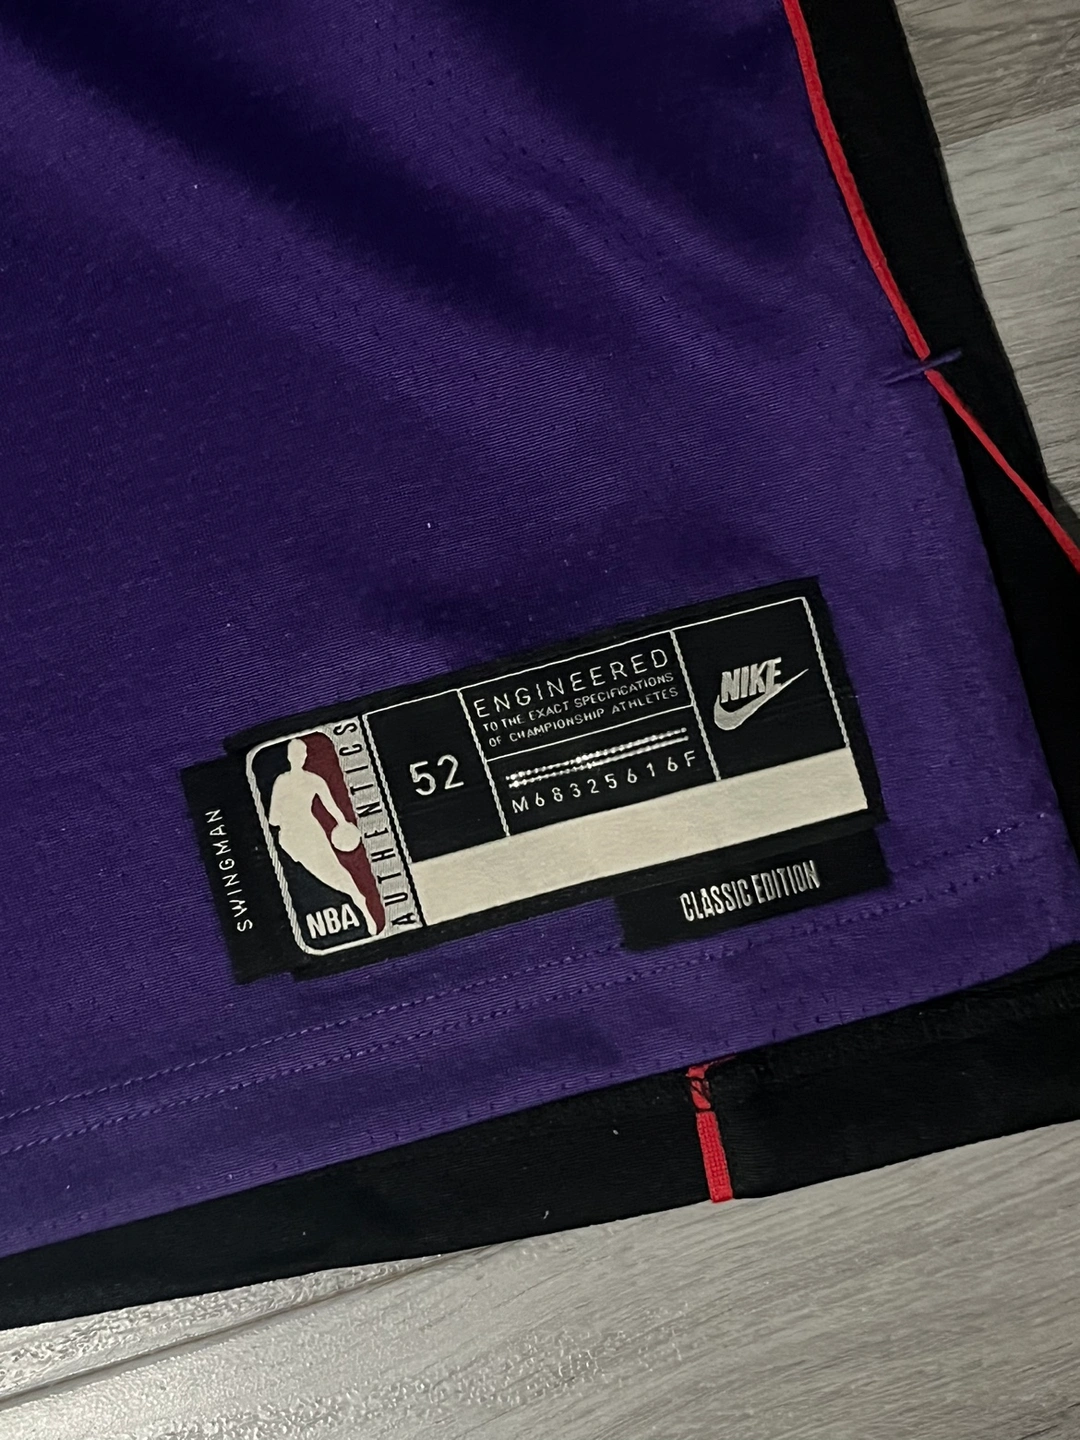 SWINGMAN
NBA
AUTHENTICS
52
ENGINEERED
TO THE EXACT SPECIFICATIONS
OF CHAMPIONSHIP ATHLETES
M68325616F
NIKE
CLASSIC EDITION